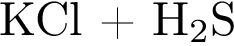 KCl + H₂S